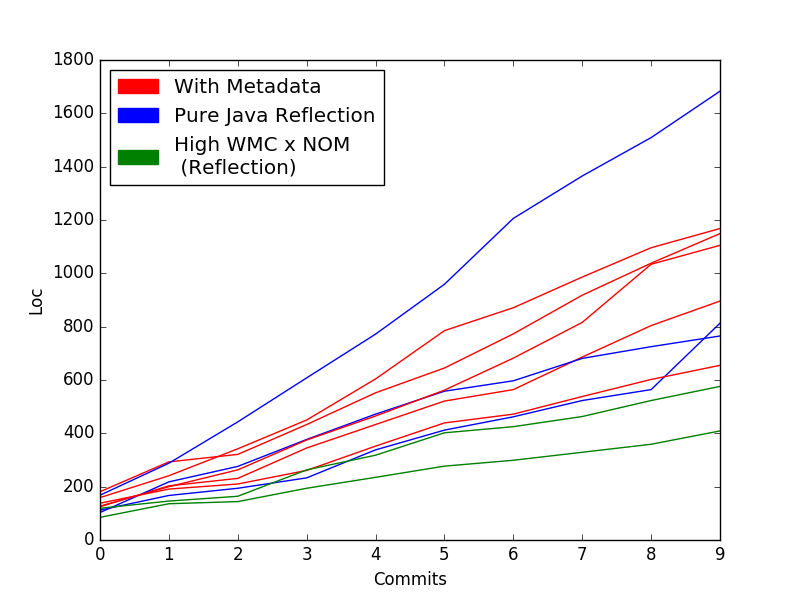 1800
1600
1400
1200
1000
800
600
400
200
0
Loc
With Metadata
Pure Java Reflection
High WMC x NOM
(Reflection)
0 1 2 3 4 5 6 7 8 9
Commits